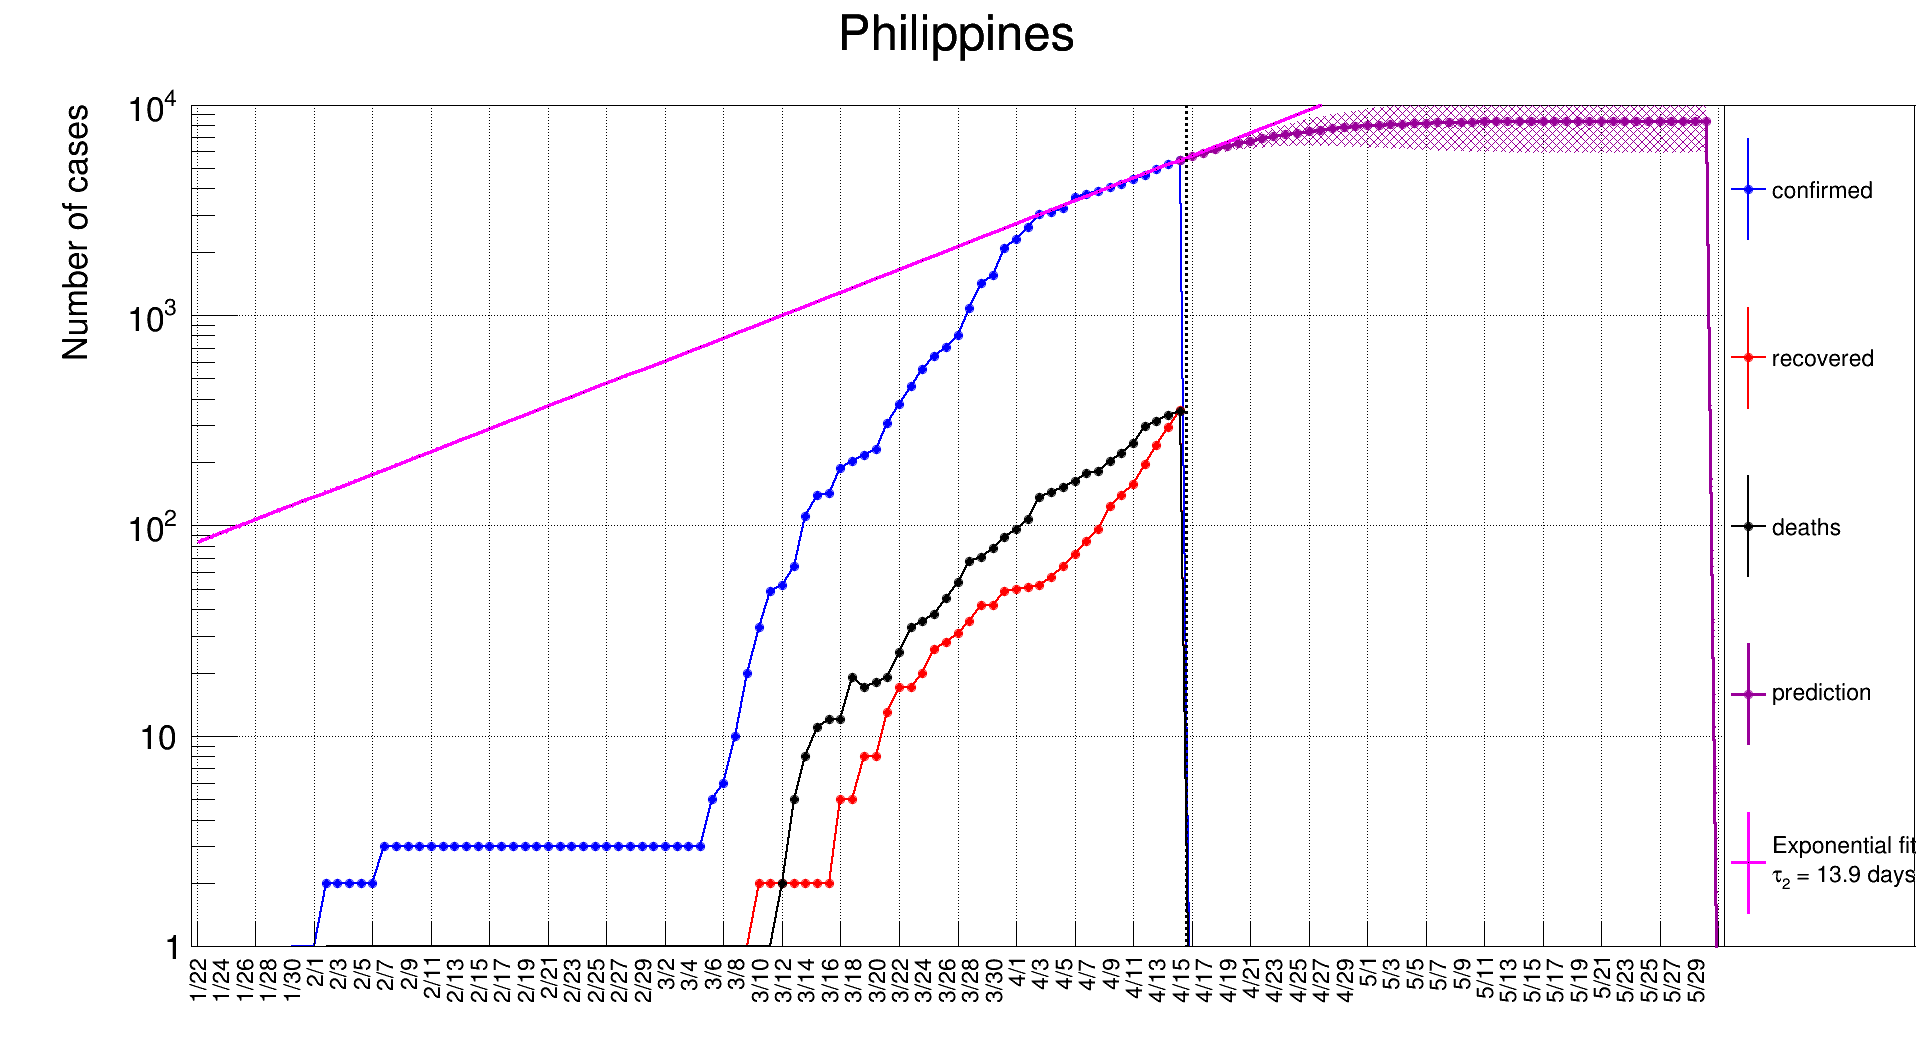 Philippines
Number of cases
10⁴
10³
10²
10
1
1/22 1/24 1/26 1/28 1/30 2/1 2/3 2/5 2/7 2/9 2/11 2/13 2/15 2/17 2/19 2/21 2/23 2/25 2/27 2/29 3/2 3/4 3/6 3/8 3/10 3/12 3/14 3/16 3/18 3/20 3/22 3/24 3/26 3/28 3/30 4/1 4/3 4/5 4/7 4/9 4/11 4/13 4/15 4/17 4/19 4/21 4/23 4/25 4/27 4/29 5/1 5/3 5/5 5/7 5/9 5/11 5/13 5/15 5/17 5/19 5/21 5/23 5/25 5/27 5/29
confirmed
recovered
deaths
prediction
Exponential fit
τ₂ = 13.9 days